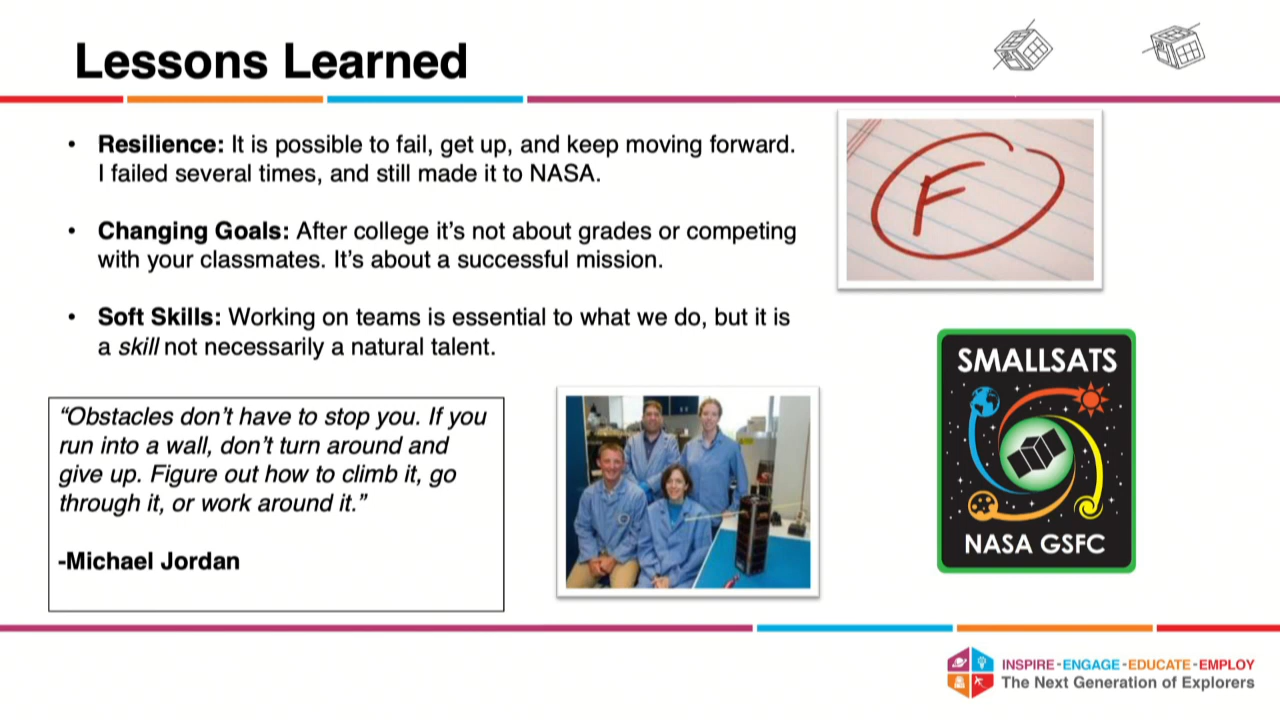 Lessons Learned
• Resilience: It is possible to fail, get up, and keep moving forward.
I failed several times, and still made it to NASA.
• Changing Goals: After college it’s not about grades or competing
with your classmates. It’s about a successful mission.
• Soft Skills: Working on teams is essential to what we do, but it is
a skill not necessarily a natural talent.
“Obstacles don’t have to stop you. If you
run into a wall, don’t turn around and
give up. Figure out how to climb it, go
through it, or work around it.”
-Michael Jordan
F
SMALLSATS
NASA GSFC
INSPIRE - ENGAGE - EDUCATE - EMPLOY
The Next Generation of Explorers